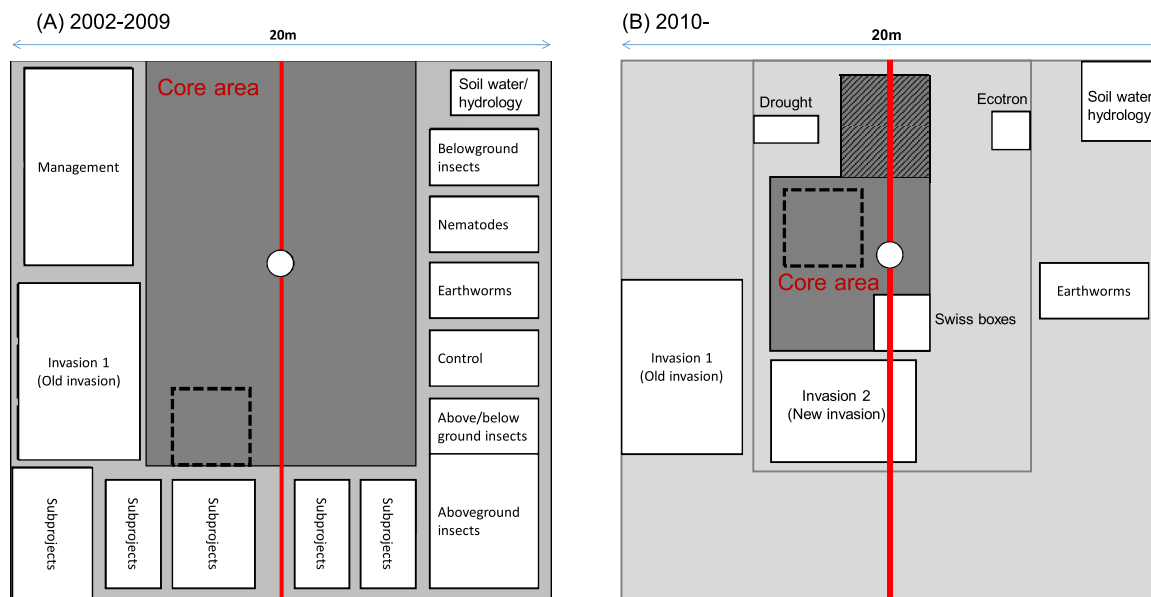 (A) 2002-2009
20m
Core area
Management
Soil water/
hydrology
Belowground
insects
Nematodes
Earthworms
Control
Invasion 1
(Old invasion)
Above/below
ground insects
Aboveground
insects
Subprojects
Subprojects
Subprojects
Subprojects
Subprojects
(B) 2010-
20m
Drought
Ecotron
Soil water
hydrology
Core area
Earthworms
Swiss boxes
Invasion 1
(Old invasion)
Invasion 2
(New invasion)